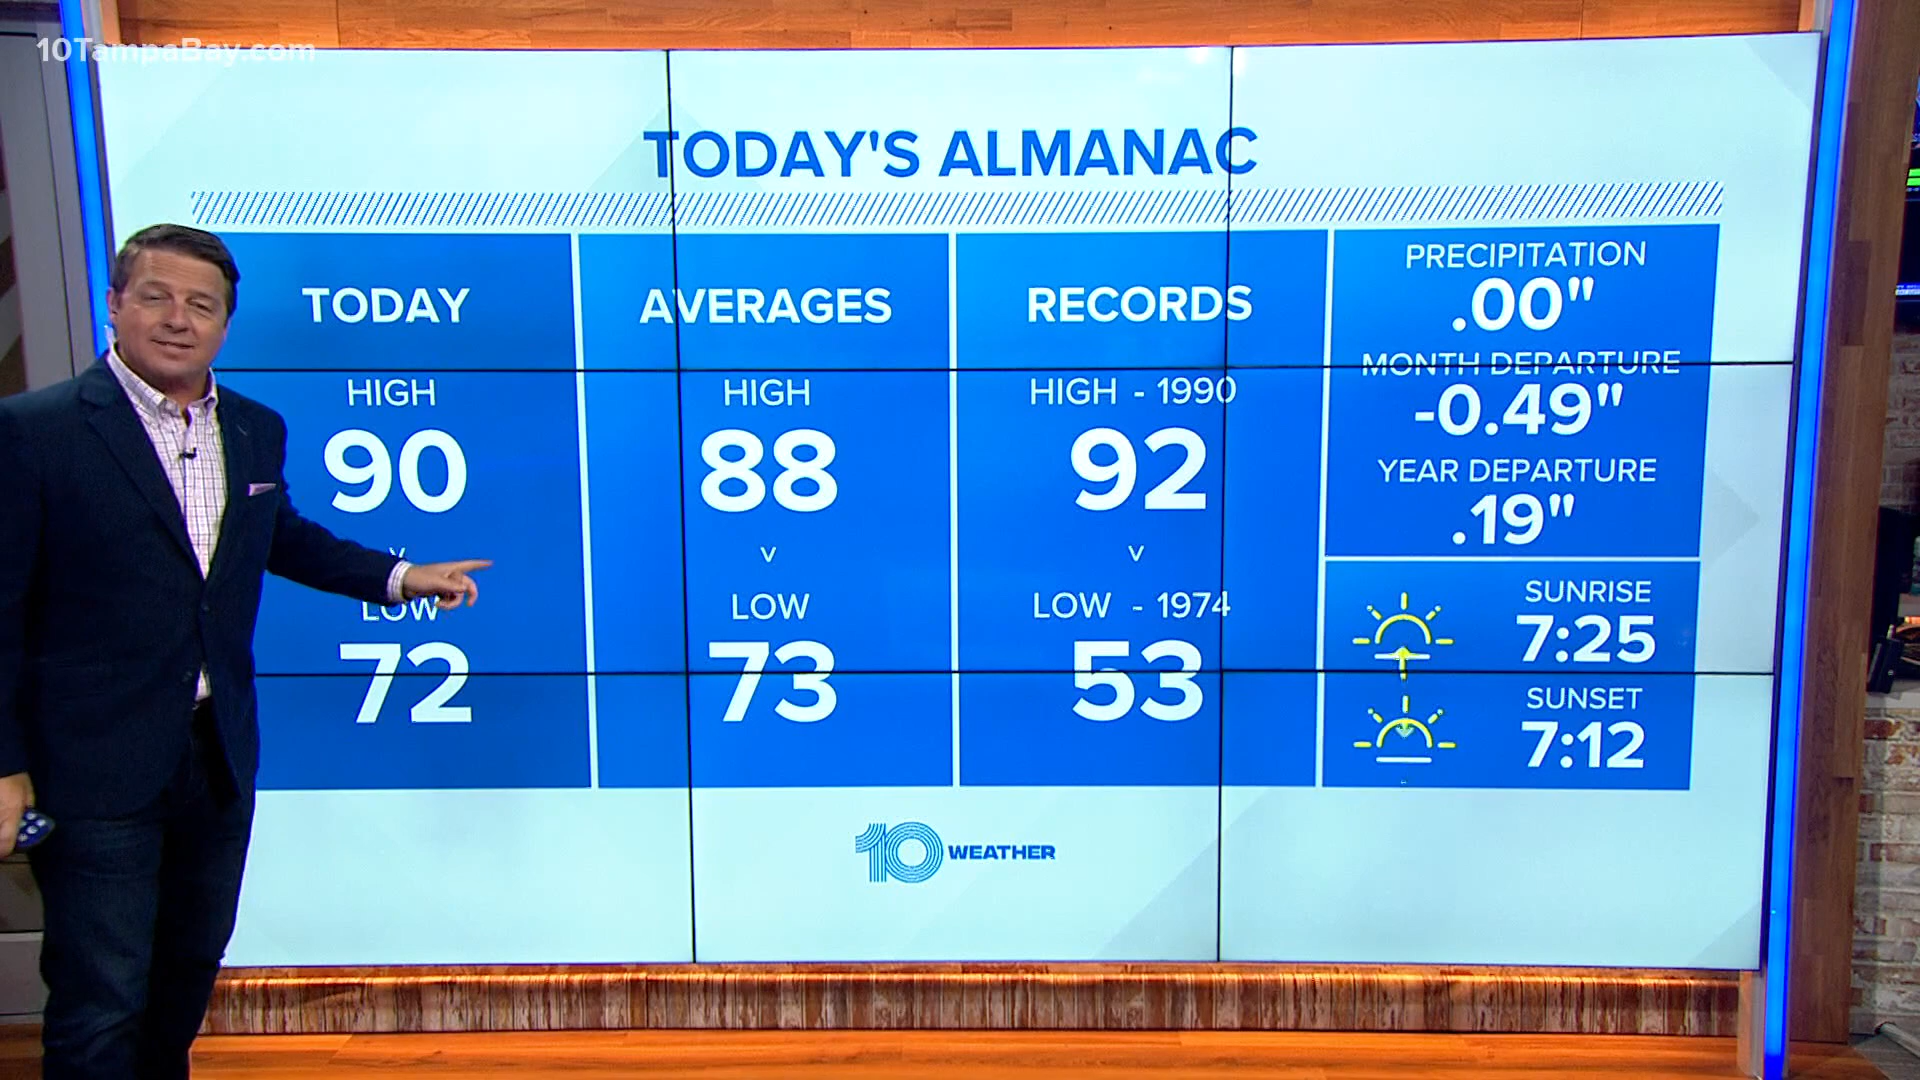 10TampaBay.com
TODAY'S ALMANAC
TODAY
HIGH
90
LOW
72
AVERAGES
HIGH
88
LOW
73
RECORDS
HIGH - 1990
92
LOW - 1974
53
PRECIPITATION
.00"
MONTH DEPARTURE
-0.49"
YEAR DEPARTURE
.19"
SUNRISE
7:25
SUNSET
7:12
10 WEATHER